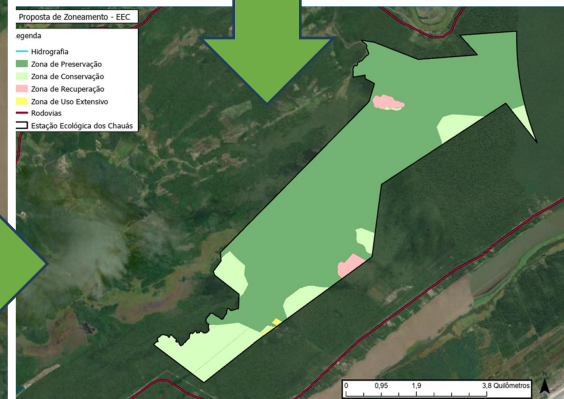 Proposta de Zoneamento - EEC
egenda
Hidrografia
Zona de Preservação
Zona de Conservação
Zona de Recuperação
Zona de Uso Extensivo
Rodovias
Estação Ecológica dos Chauás
0 0,95 1,9 3,8 Quilômetros